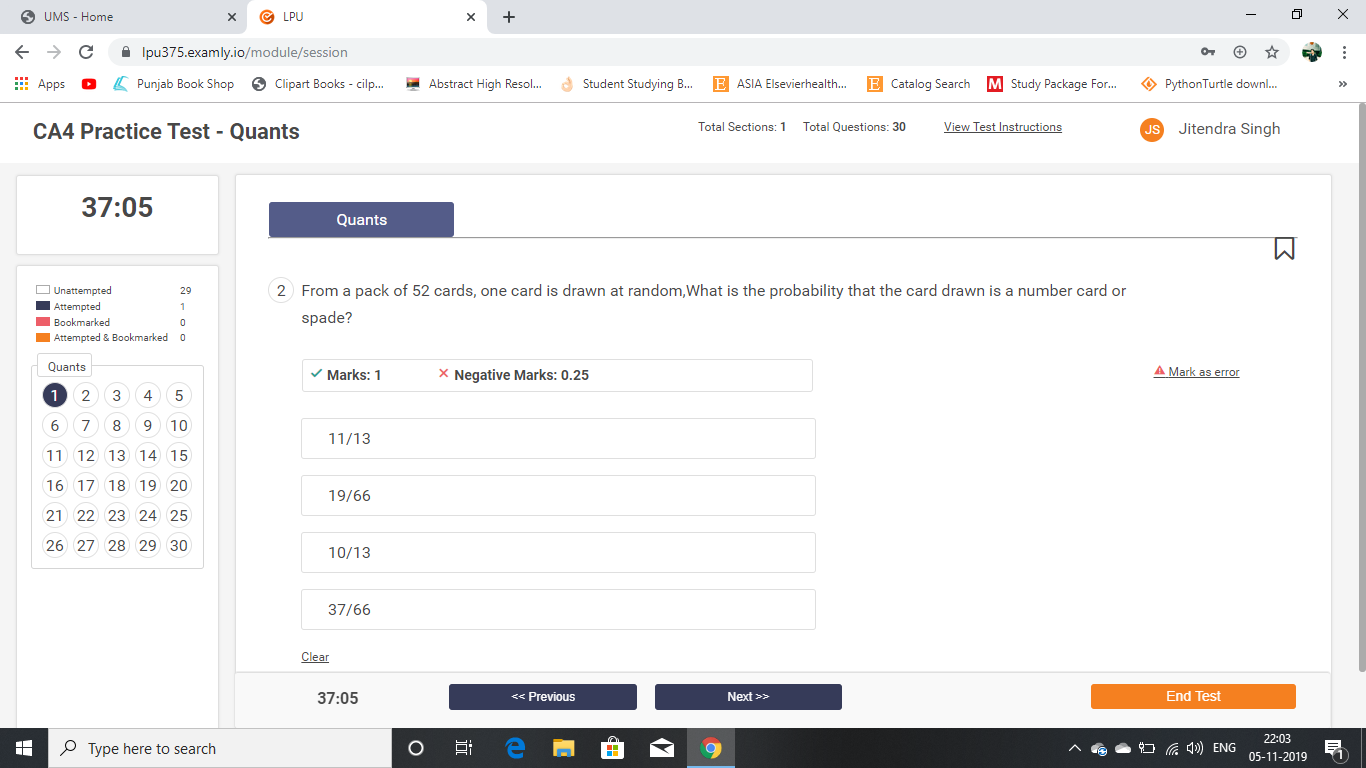 UMS - Home
LPU
lpu375.examly.io/module/session
Apps
Punjab Book Shop
Clipart Books - cilp...
Abstract High Resol...
Student Studying B...
E ASIA Elsevierhealth...
E Catalog Search
M Study Package For...
PythonTurtle downl...
»
CA4 Practice Test - Quants
Total Sections: 1 Total Questions: 30
View Test Instructions
JS Jitendra Singh
37:05
Unattempted 29
Attempted 1
Bookmarked 0
Attempted & Bookmarked 0
Quants
1 2 3 4 5
6 7 8 9 10
11 12 13 14 15
16 17 18 19 20
21 22 23 24 25
26 27 28 29 30
Quants
2 From a pack of 52 cards, one card is drawn at random,What is the probability that the card drawn is a number card or
spade?
Marks: 1 Negative Marks: 0.25
Mark as error
11/13
19/66
10/13
37/66
Clear
37:05
<< Previous
Next >>
End Test
Type here to search
ENG
22:03
05-11-2019
1